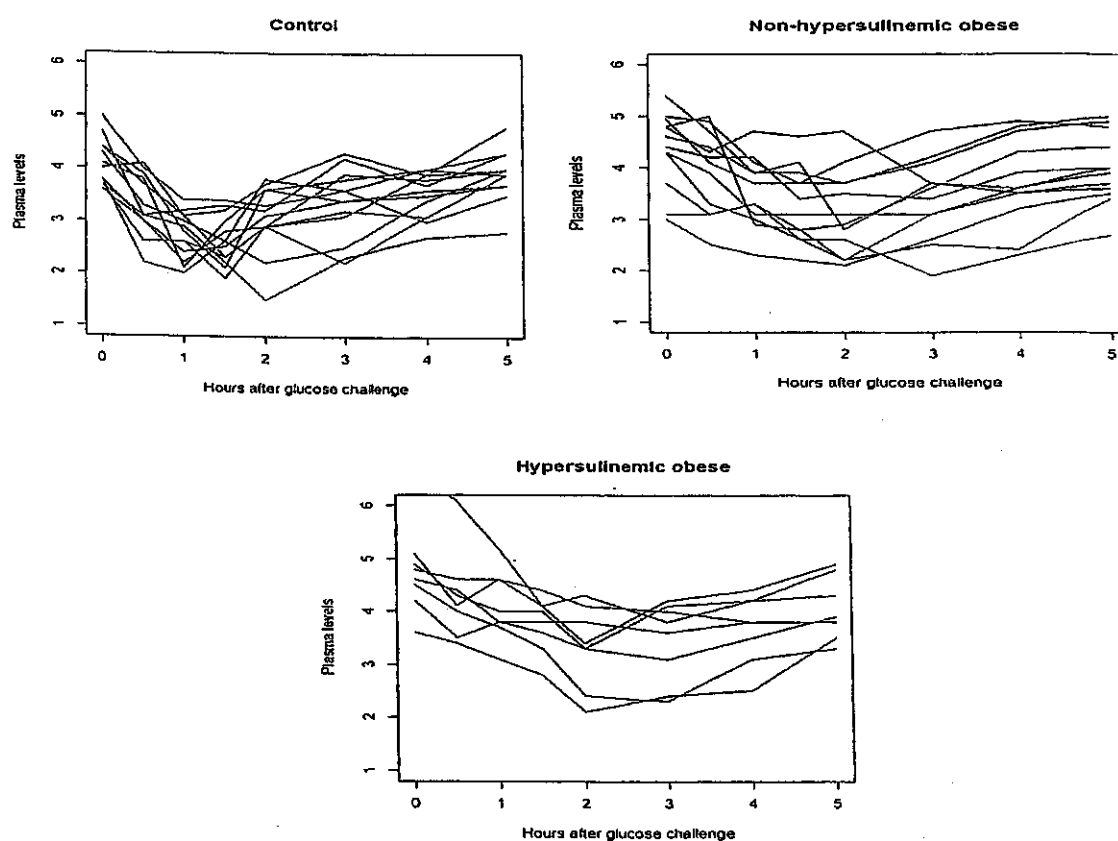 Control
Plasma levels
6
5
4
3
2
1
0 1 2 3 4 5
Hours after glucose challenge
Non-hypersulinemic obese
Plasma levels
6
5
4
3
2
1
0 1 2 3 4 5
Hours after glucose challenge
Hypersulinemic obese
Plasma levels
6
5
4
3
2
1
0 1 2 3 4 5
Hours after glucose challenge